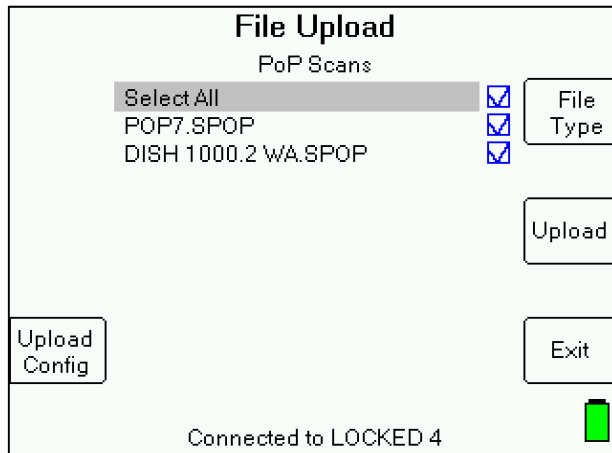 File Upload
PoP Scans
Select All
POP7.SPOP
DISH 1000.2 WA.SPOP
File
Type
Upload
Upload
Config
Exit
Connected to LOCKED 4